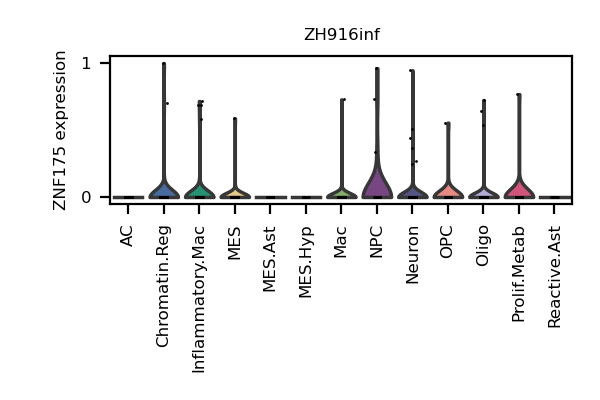 ZH916inf
ZNF175 expression
1
0
AC
Chromatin.Reg
Inflammatory.Mac
MES
MES.Ast
MES.Hyp
Mac
NPC
Neuron
OPC
Oligo
Prolif.Metab
Reactive.Ast